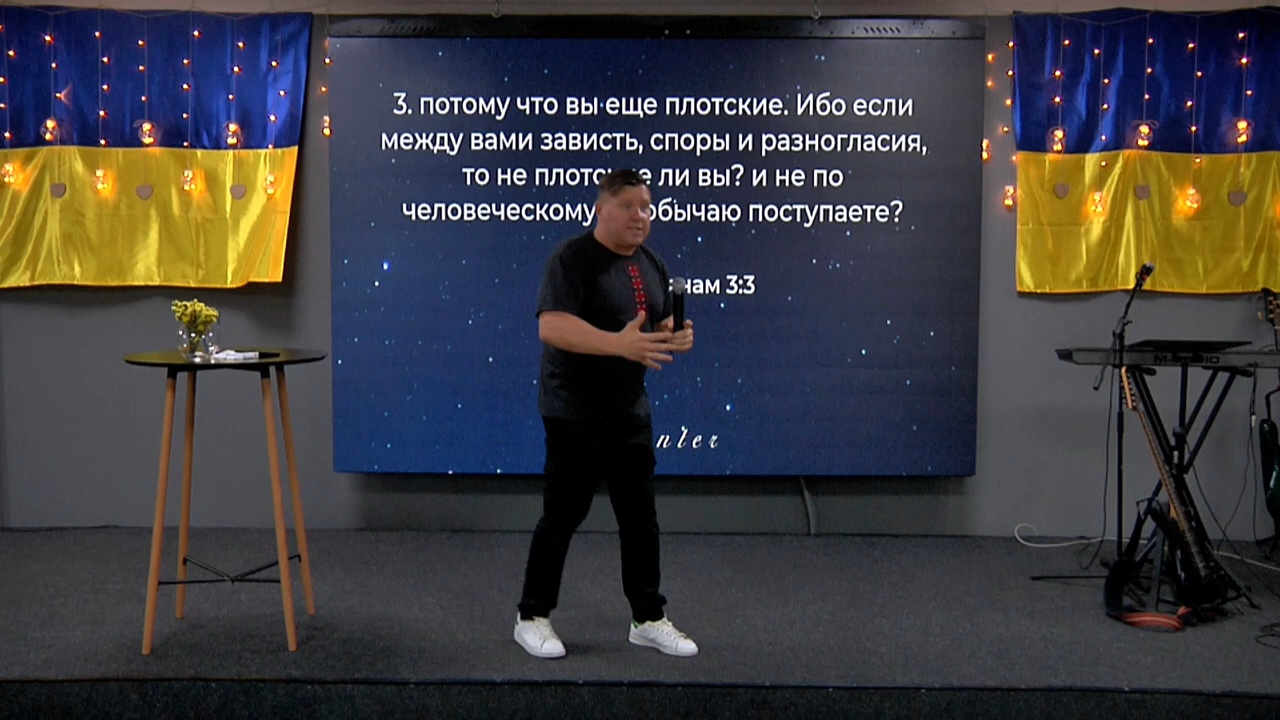 3. потому что вы еще плотские. Ибо если
между вами зависть, споры и разногласия,
то не ли вы? и не по
человеческому обычаю поступаете?
3:3